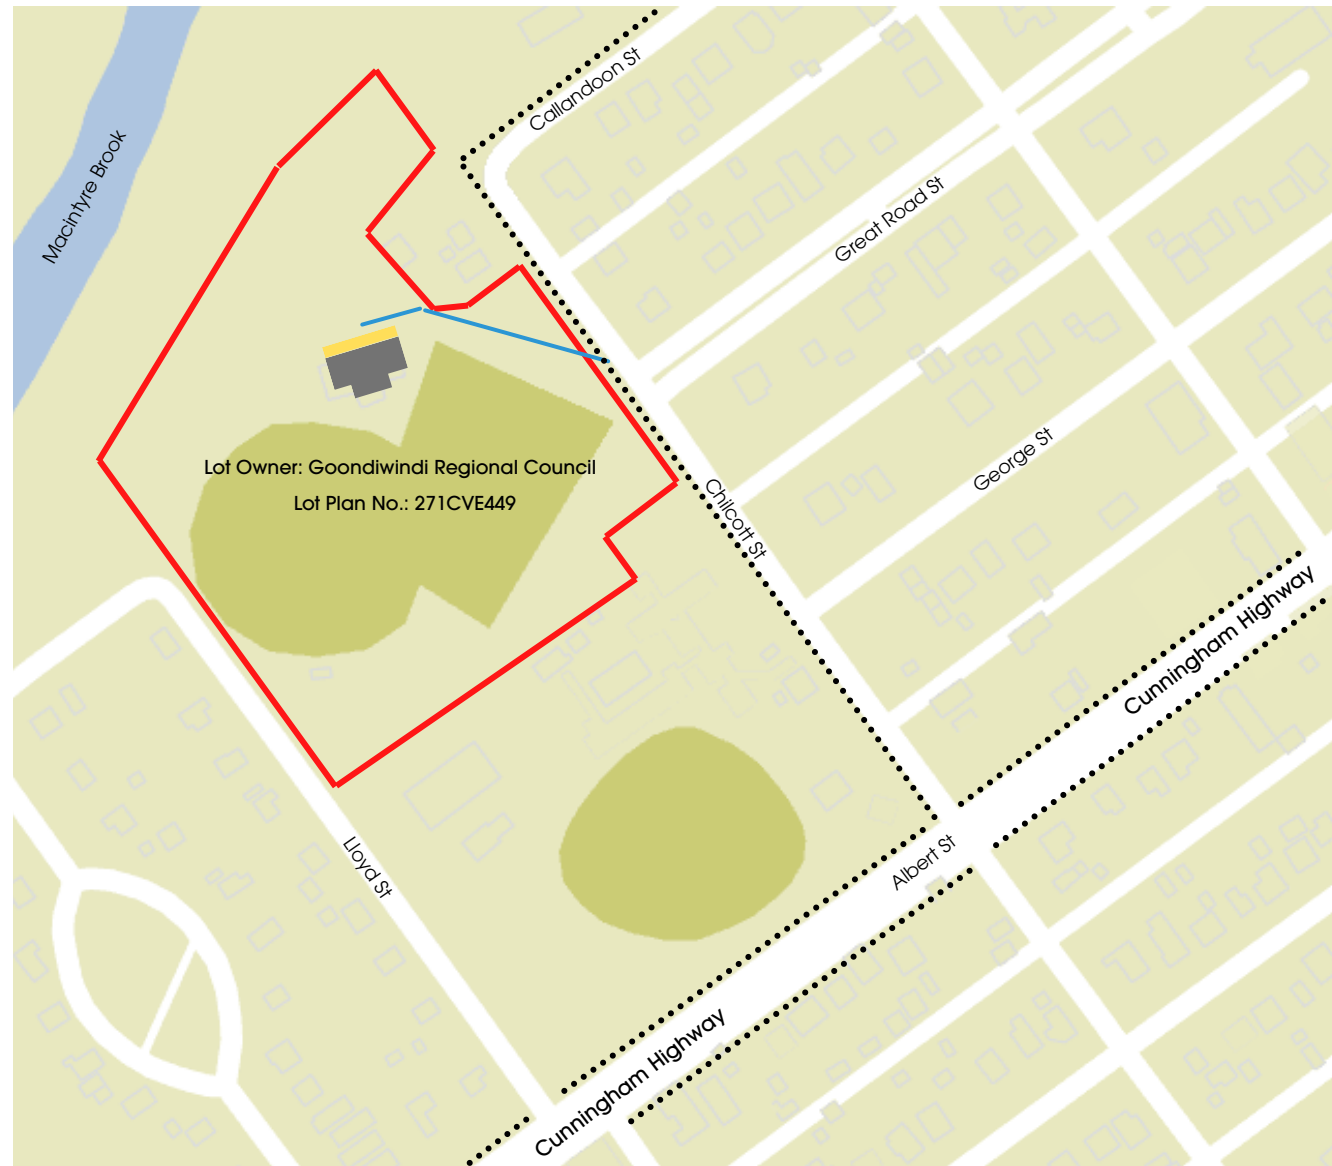 Callandoon St
Macintyre Brook
Great Road St
George St
Lot Owner: Goondiwindi Regional Council
Lot Plan No.: 271CVE449
Chilcott St
Cunningham Highway
Albert St
Lloyd St
Cunningham Highway